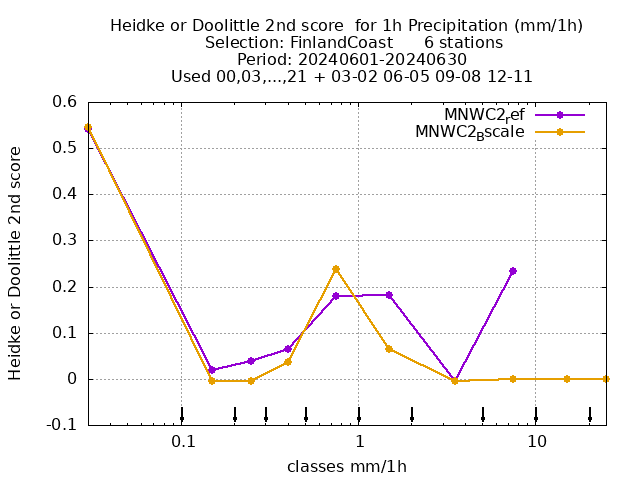 Heidke or Doolittle 2nd score  for 1h Precipitation (mm/1h)
Selection: FinlandCoast      6 stations
Period: 20240601-20240630
Used 00,03,...,21 + 03-02 06-05 09-08 12-11
MNWC2_ref
MNWC2_Bscale
Heidke or Doolittle 2nd score
0.6
0.5
0.4
0.3
0.2
0.1
0
-0.1
0.1 1 10
classes mm/1h